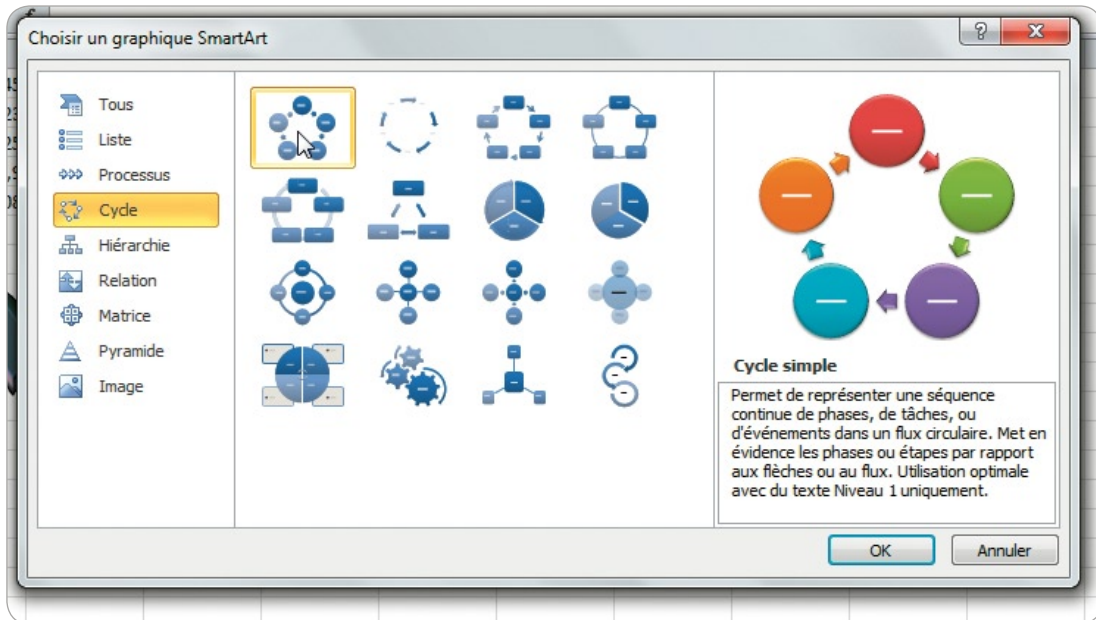 Choisir un graphique SmartArt
Tous
Liste
Processus
Cycle
Hiérarchie
Relation
Matrice
Pyramide
Image
Cycle simple
Permet de représenter une séquence
continue de phases, de tâches, ou
d'événements dans un flux circulaire. Met en
évidence les phases ou étapes par rapport
aux flèches ou au flux. Utilisation optimale
avec du texte Niveau 1 uniquement.
OK
Annuler